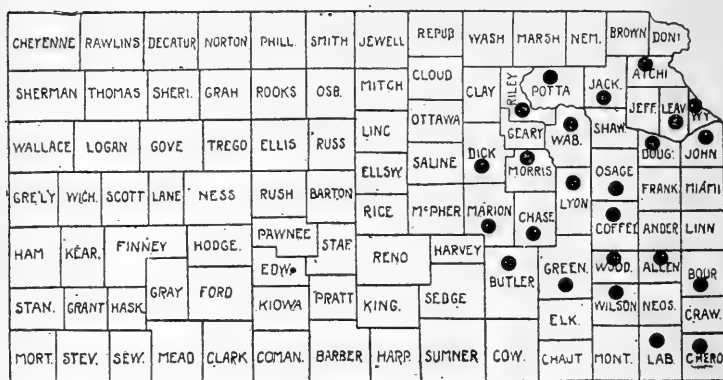 CHEYENNE RAWLINS DECATUR NORTON PHILL. SMITH JEWELL REPUB WASH MARSH NEM. BROWN DONI
SHERMAN THOMAS SHERI. GRAH ROOKS OSB. MITCH CLOUD CLAY RILEY POTTA JACK. ATCHI
OTTAWA JEFF. LEAV WY.
WALLACE LOGAN GOVE TREGO ELLIS RUSS LINC SALINE DICK GEARY WAB. SHAW. DOUG. JOHN
ELLSW. MORRIS OSAGE
GRE'LY WICH. SCOTT LANE NESS RUSH BARTON RICE McPHER MARION CHASE LYON FRANK. MIAMI
COFFEE ANDER LINN
HAM KEAR. FINNEY HODGE. PAWNEE STAF. RENO HARVEY BUTLER GREEN. WOOD. ALLEN BOUR
EDW.
STAN. GRANT HASK. GRAY FORD KIOWA PRATT KING. SEDGE ELK. WILSON NEOS. CRAW.
MORT. STEV. SEW. MEAD CLARK COMAN. BARBER HARP. SUMNER COW. CHAUT MONT. LAB. CHERO